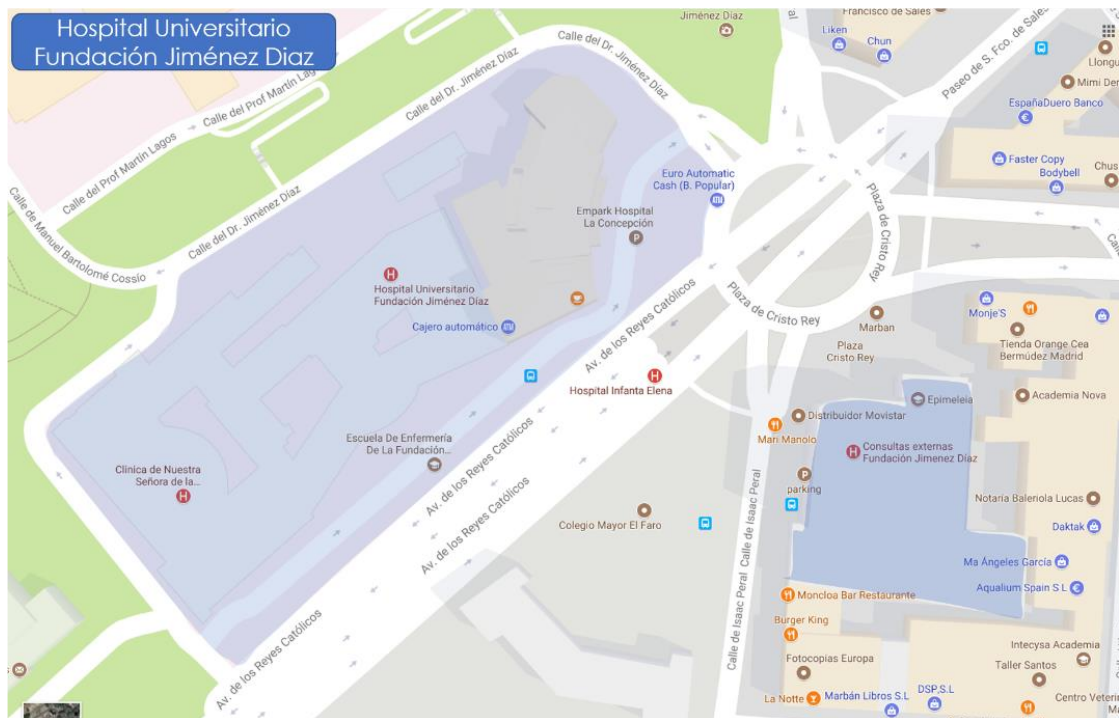 Hospital Universitario
Fundación Jiménez Diaz
Jiménez Díaz
Francisco de Sales
Liken
Chun
Llongu
Mimi Der
Paseo de S. Fco. de Sales
EspañaDuero Banco
Faster Copy
Bodybell
Chus
Calle del Dr. Jiménez Díaz
Calle del Dr. Jiménez Díaz
Calle del Prof Martín Lagos
Calle del Prof Martín Lagos
Calle de Manuel Bartolomé Cossío
Calle del Dr. Jiménez Díaz
Euro Automatic
Cash (B. Popular)
Empark Hospital
La Concepción
P
Plaza de Cristo Rey
Plaza de Cristo Rey
H
Hospital Universitario
Fundación Jiménez Díaz
Cajero automático
Av. de los Reyes Católicos
Marban
Plaza
Cristo Rey
Monje'S
Tienda Orange Cea
Bermúdez Madrid
H
Hospital Infanta Elena
Epimeleia
Academia Nova
Distribuidor Movistar
Mari Manolo
H
Consultas externas
Fundación Jimenez Díaz
Escuela De Enfermería
De La Fundación...
Av. de los Reyes Católicos
Clínica de Nuestra
Señora de la...
H
P
parking
Notaría Baleriola Lucas
Colegio Mayor El Faro
Av. de los Reyes Católicos
Calle de Isaac Peral
Calle de Isaac Peral
Daktak
Ma Ángeles García
Aqualium Spain S L
Moncloa Bar Restaurante
Burger King
Av. de los Reyes Católicos
Intecysa Academia
Fotocopias Europa
Taller Santos
La Notte
Marbán Libros S.L
DSP,S.L
Centro Veterin